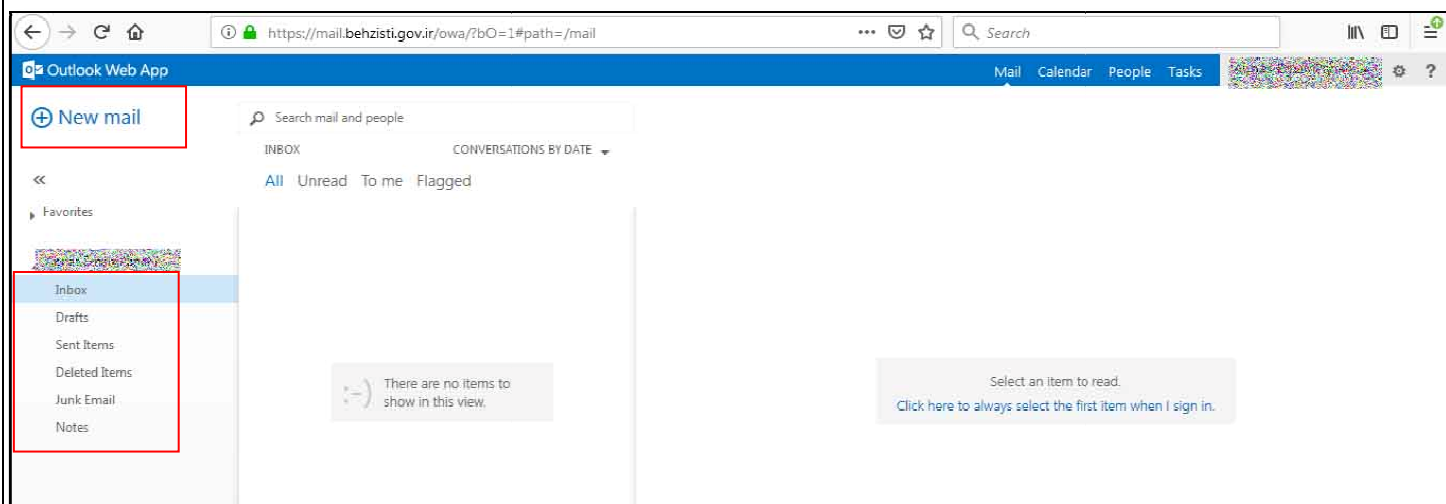 https://mail.behzisti.gov.ir/owa/?bO=1#path=/mail
Search
Outlook Web App
Mail Calendar People Tasks
?
New mail
Search mail and people
INBOX CONVERSATIONS BY DATE
All Unread To me Flagged
Favorites
Inbox
Drafts
Sent Items
Deleted Items
Junk Email
Notes
:-)
There are no items to
show in this view.
Select an item to read.
Click here to always select the first item when I sign in.